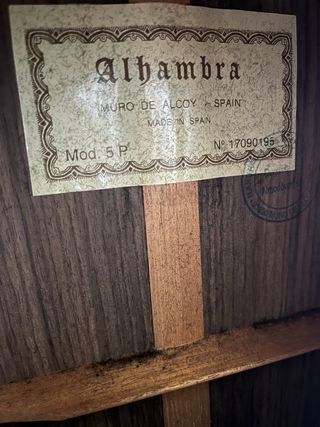 Alhambra
MURO DE ALCOY - SPAIN
MADE IN SPAIN
Mod. 5 P
Nº 17090195